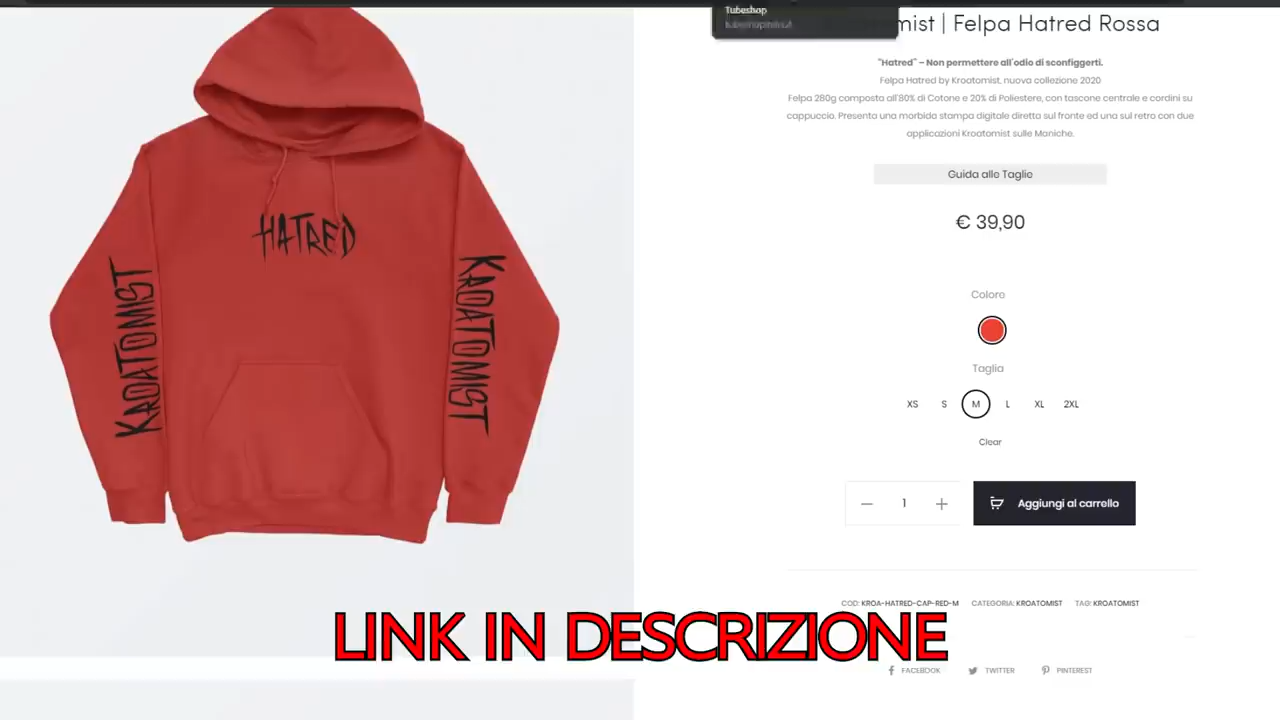 Tubeshop
mist | Felpa Hatred Rossa
"Hatred" – Non permettere all'odio di sconfiggerti.
Felpa Hatred by Kroatomist, nuova collezione 2020
Felpa 280g composta all'80% di Cotone e 20% di Poliestere, con tascone centrale e cordini su
cappuccio. Presenta una morbida stampa digitale diretta sul fronte ed una sul retro con due
applicazioni Kroatomist sulle Maniche.
Guida alle Taglie
€ 39,90
Colore
Taglia
XS S M L XL 2XL
Clear
1
Aggiungi al carrello
COD: KROA-HATRED-CAP-RED-M CATEGORIA: KROATOMIST TAG: KROATOMIST
FACEBOOK TWITTER PINTEREST
HATRED
KROATOMIST
KROATOMIST
LINK IN DESCRIZIONE